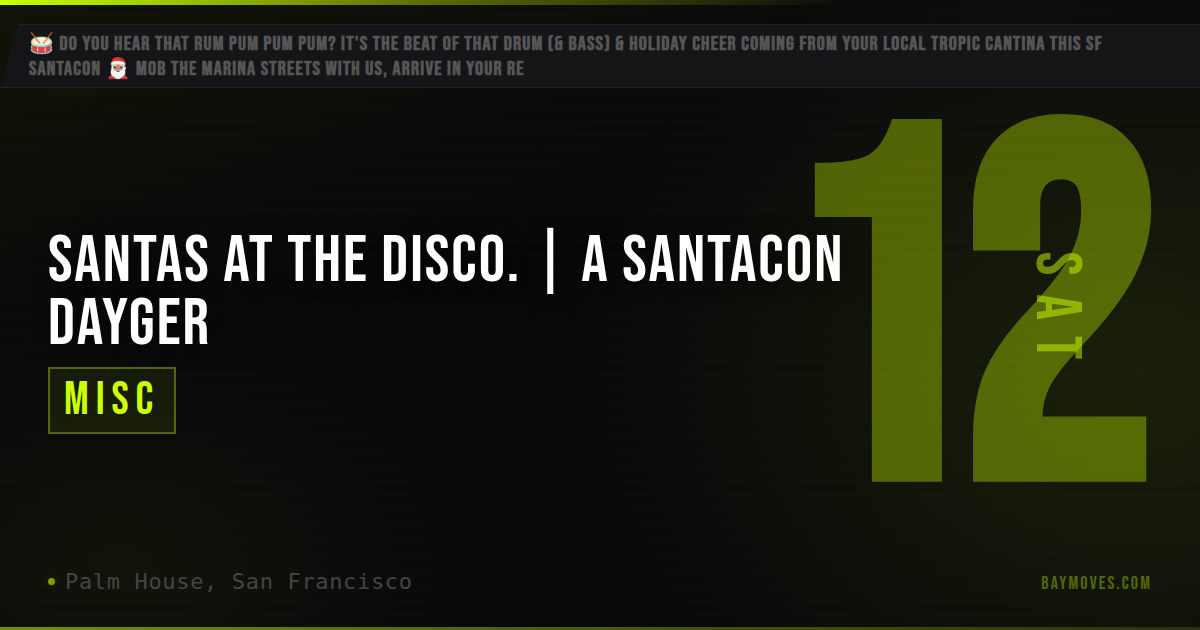 🥁 DO YOU HEAR THAT RUM PUM PUM PUM? IT'S THE BEAT OF THAT DRUM (& BASS) & HOLIDAY CHEER COMING FROM YOUR LOCAL TROPIC CANTINA THIS SF
SANTACON 🎅🏼 MOB THE MARINA STREETS WITH US, ARRIVE IN YOUR RE
12
SAT
SANTAS AT THE DISCO. | A SANTACON
DAYGER
MISC
Palm House, San Francisco
BAYMOVES.COM